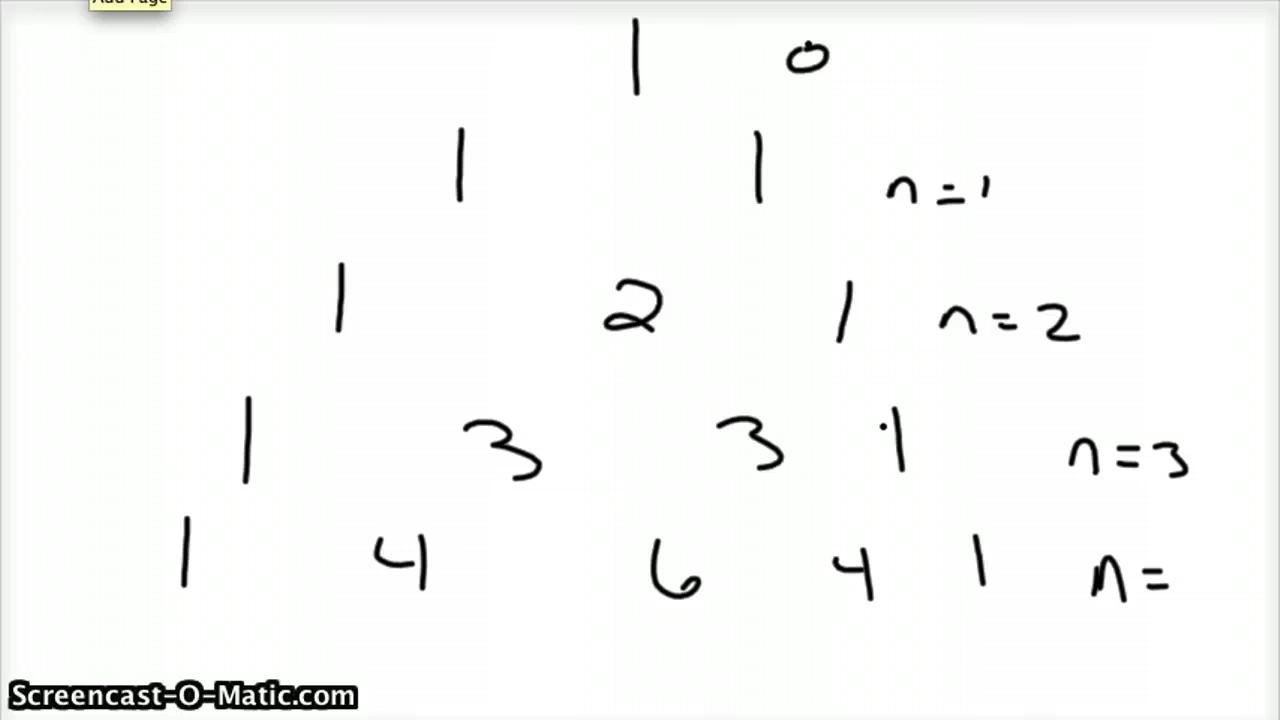 Add Page
1 0
1 1 n=1
1 2 1 n=2
1 3 3 1 n=3
1 4 6 4 1 n=
Screencast-O-Matic.com